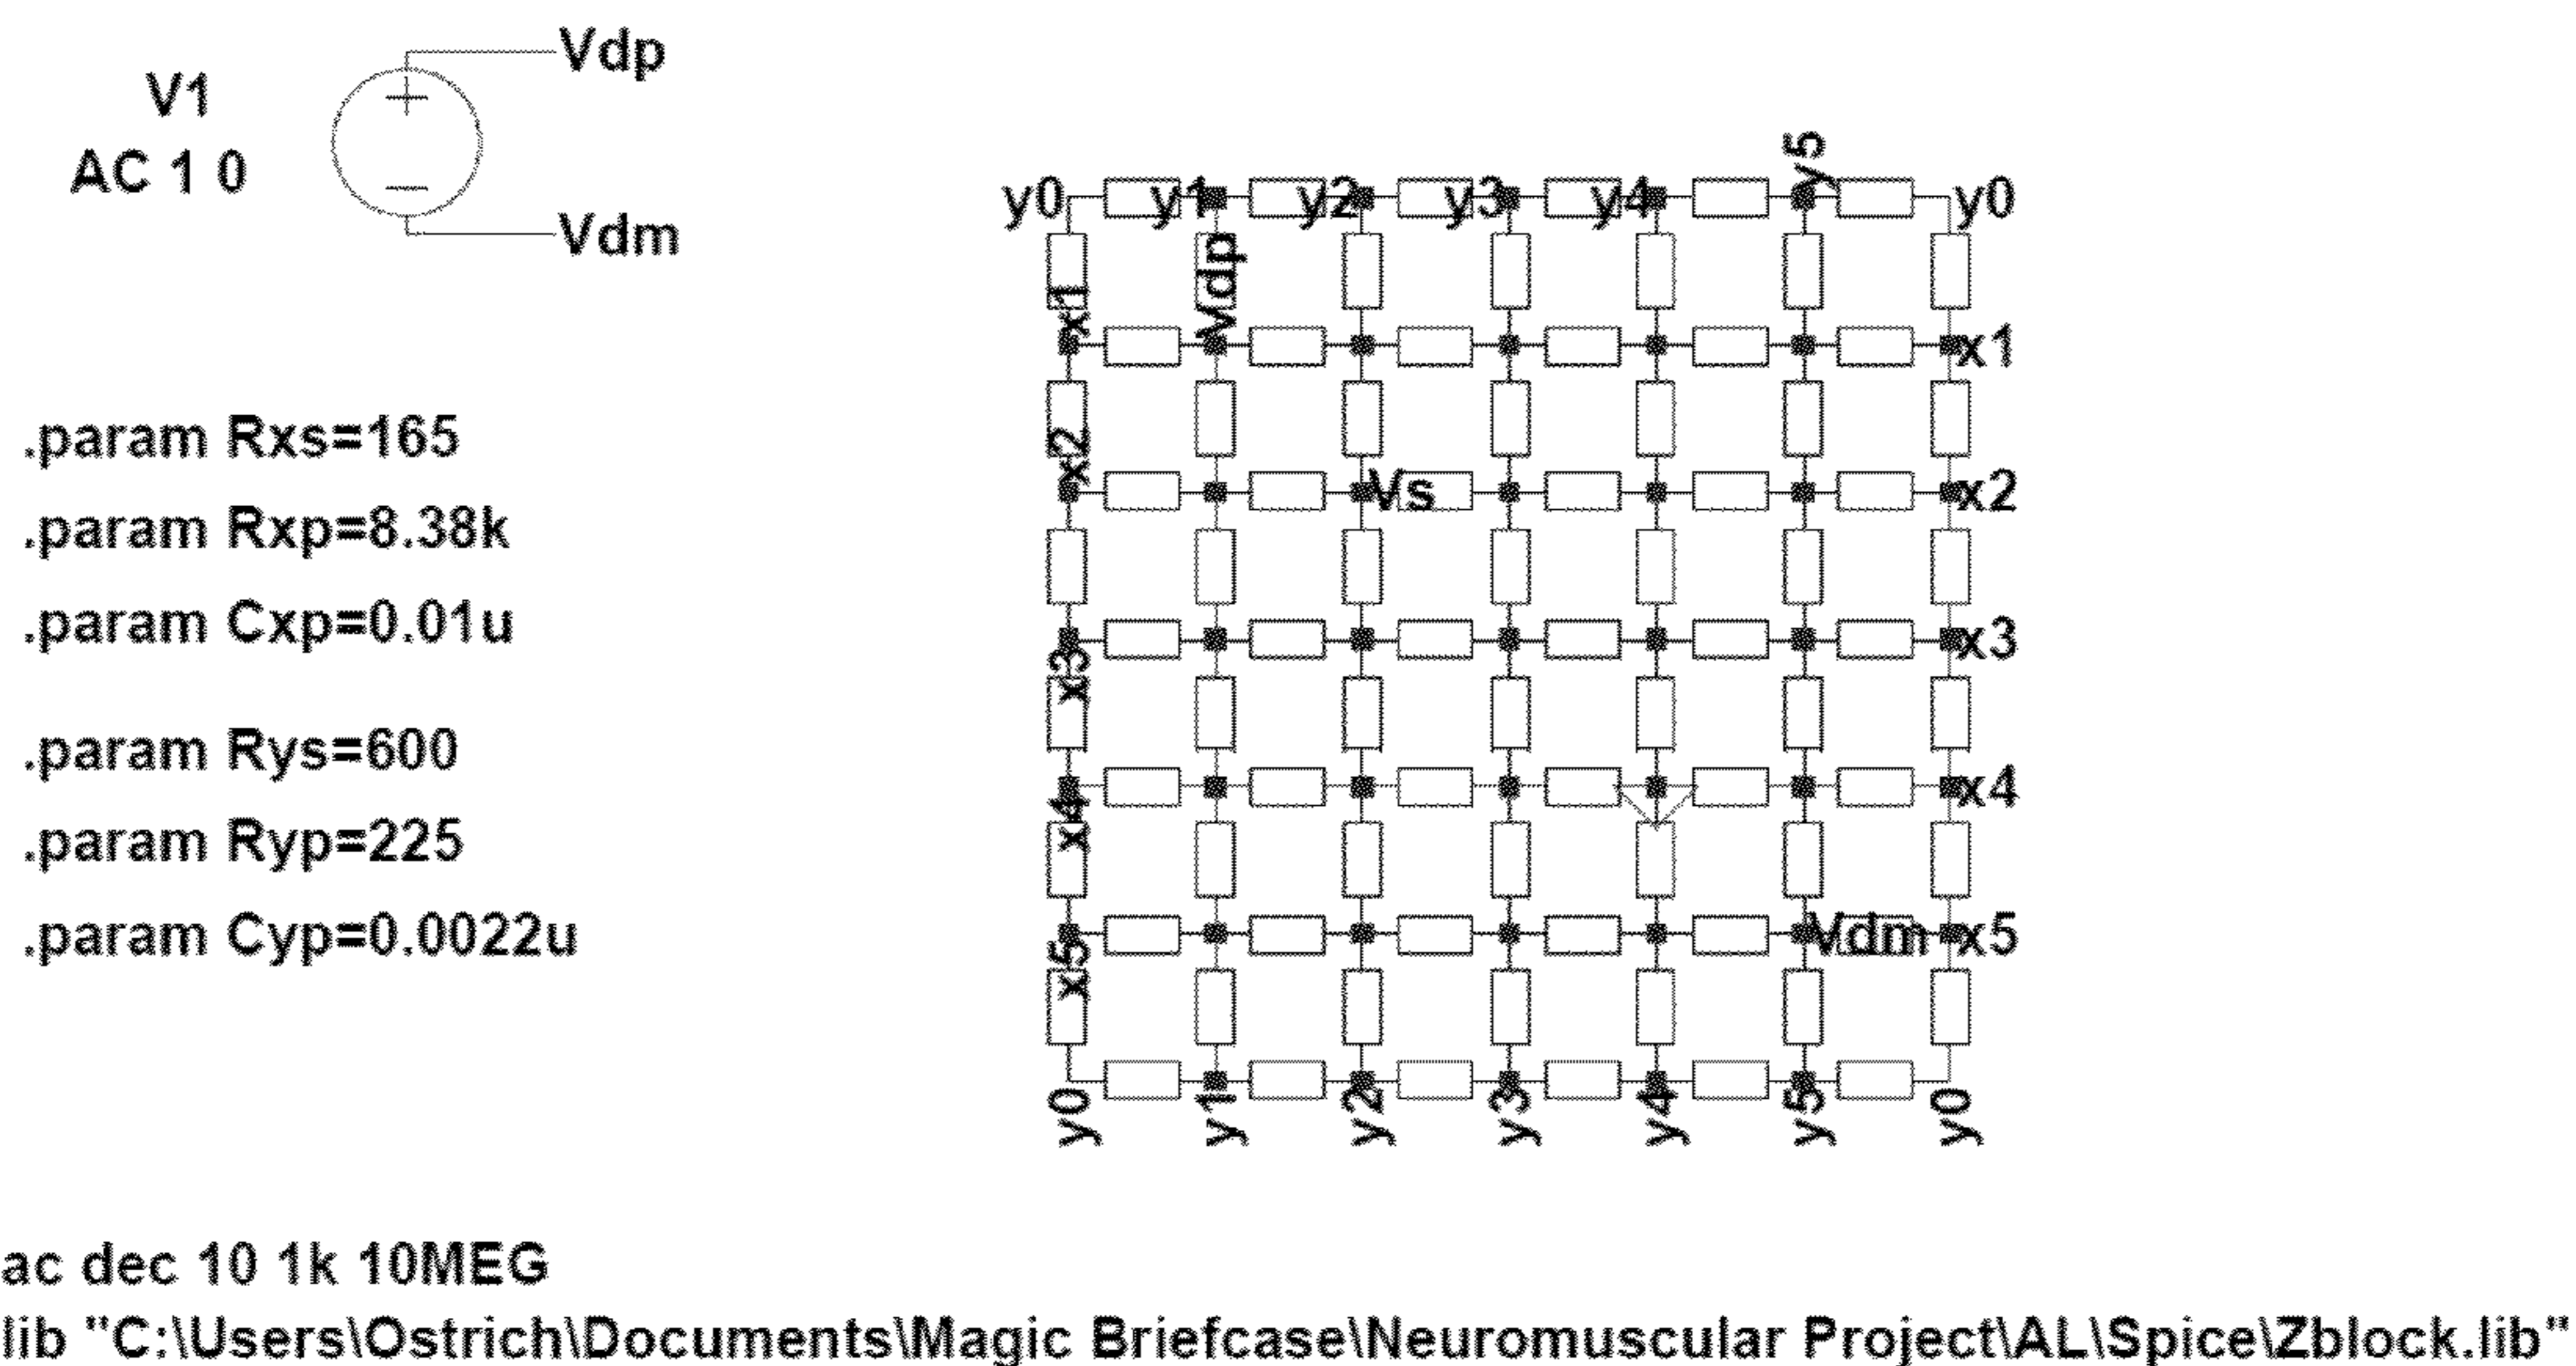 Vdp
V1
AC 1 0
Vdm
.param Rxs=165
.param Rxp=8.38k
.param Cxp=0.01u
.param Rys=600
.param Ryp=225
.param Cyp=0.0022u
y5
y0 y1 y2 y3 y4 y0
Vdp
x1 x1
x2 Vs x2
x3 x3
x4 x4
x5 Vdm x5
y0 y1 y2 y3 y4 y5 y0
ac dec 10 1k 10MEG
lib "C:\Users\Ostrich\Documents\Magic Briefcase\Neuromuscular Project\AL\Spice\Zblock.lib"